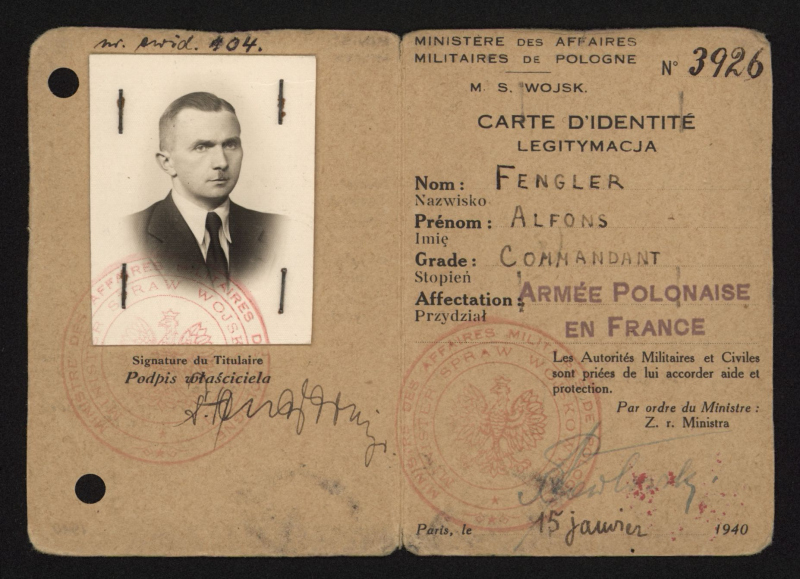 nr. ewid. 104.
Signature du Titulaire
Podpis właściciela
MINISTÈRE DES AFFAIRES
MILITAIRES DE POLOGNE
N° 3926
M. S. WOJSK.
CARTE D'IDENTITÉ
LEGITYMACJA
Nom: FENGLER
Nazwisko
Prénom: ALFONS
Imię
Grade: COMMANDANT
Stopień
Affectation: ARMÉE POLONAISE
Przydział EN FRANCE
Les Autorités Militaires et Civiles
sont priées de lui accorder aide et
protection.
Par ordre du Ministre:
Z. r. Ministra
Paris, le 15 janvier 1940